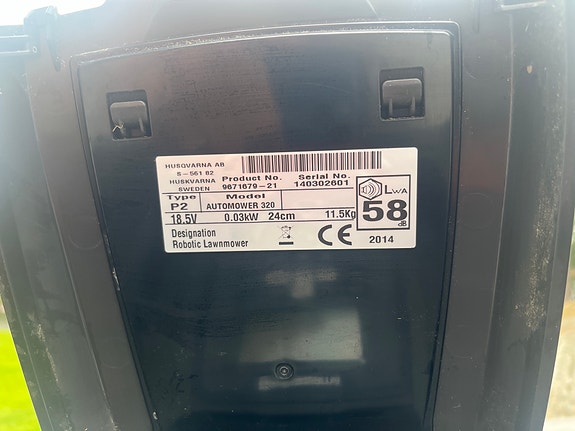 HUSQVARNA AB
S-561 82
HUSKVARNA
SWEDEN
Product No.
9671679-21
Serial No.
140302601
Type
P2
Model
AUTOMOWER 320
18.5V 0.03kW 24cm 11.5Kg
Designation
Robotic Lawnmower
CE
LWA
58
dB
2014